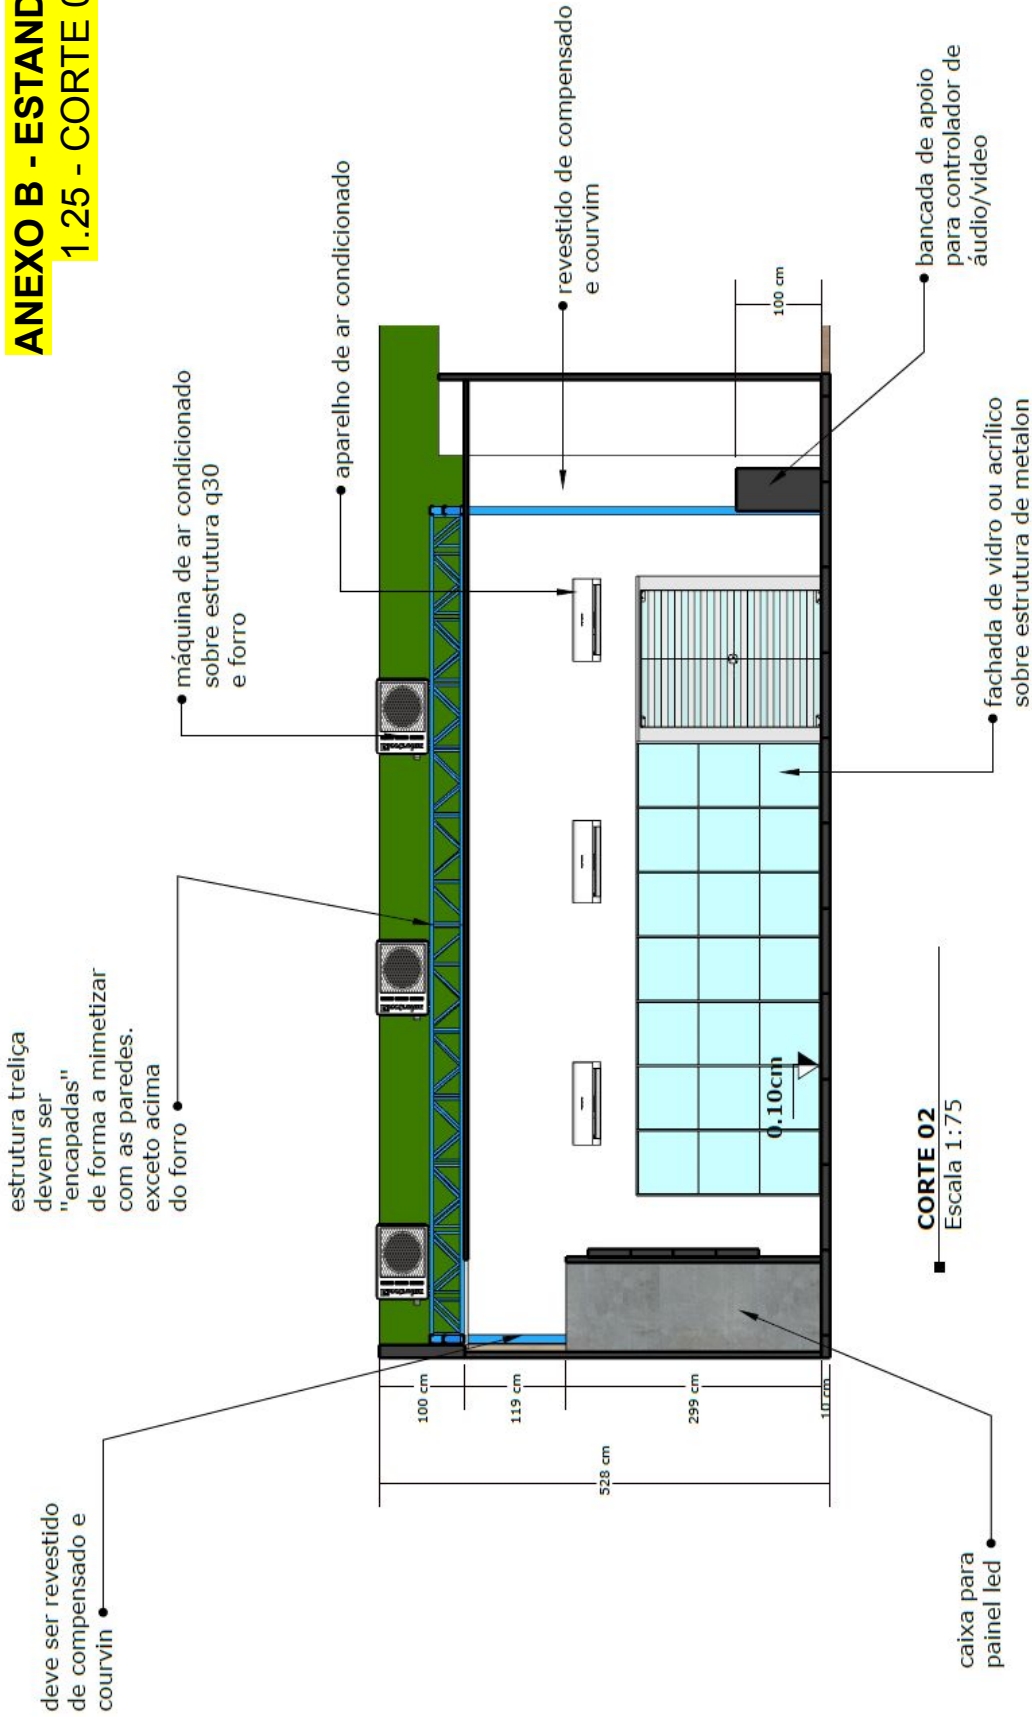 ANEXO B - ESTAND
1.25 - CORTE 0
estrutura treliça
devem ser
"encapadas"
de forma a mimetizar
com as paredes.
exceto acima
do forro
máquina de ar condicionado
sobre estrutura q30
e forro
aparelho de ar condicionado
revestido de compensado
e courvim
deve ser revestido
de compensado e
courvin
100 cm
119 cm
299 cm
10 cm
528 cm
100 cm
0.10cm
caixa para
painel led
CORTE 02
Escala 1:75
fachada de vidro ou acrílico
sobre estrutura de metalon
bancada de apoio
para controlador de
áudio/video